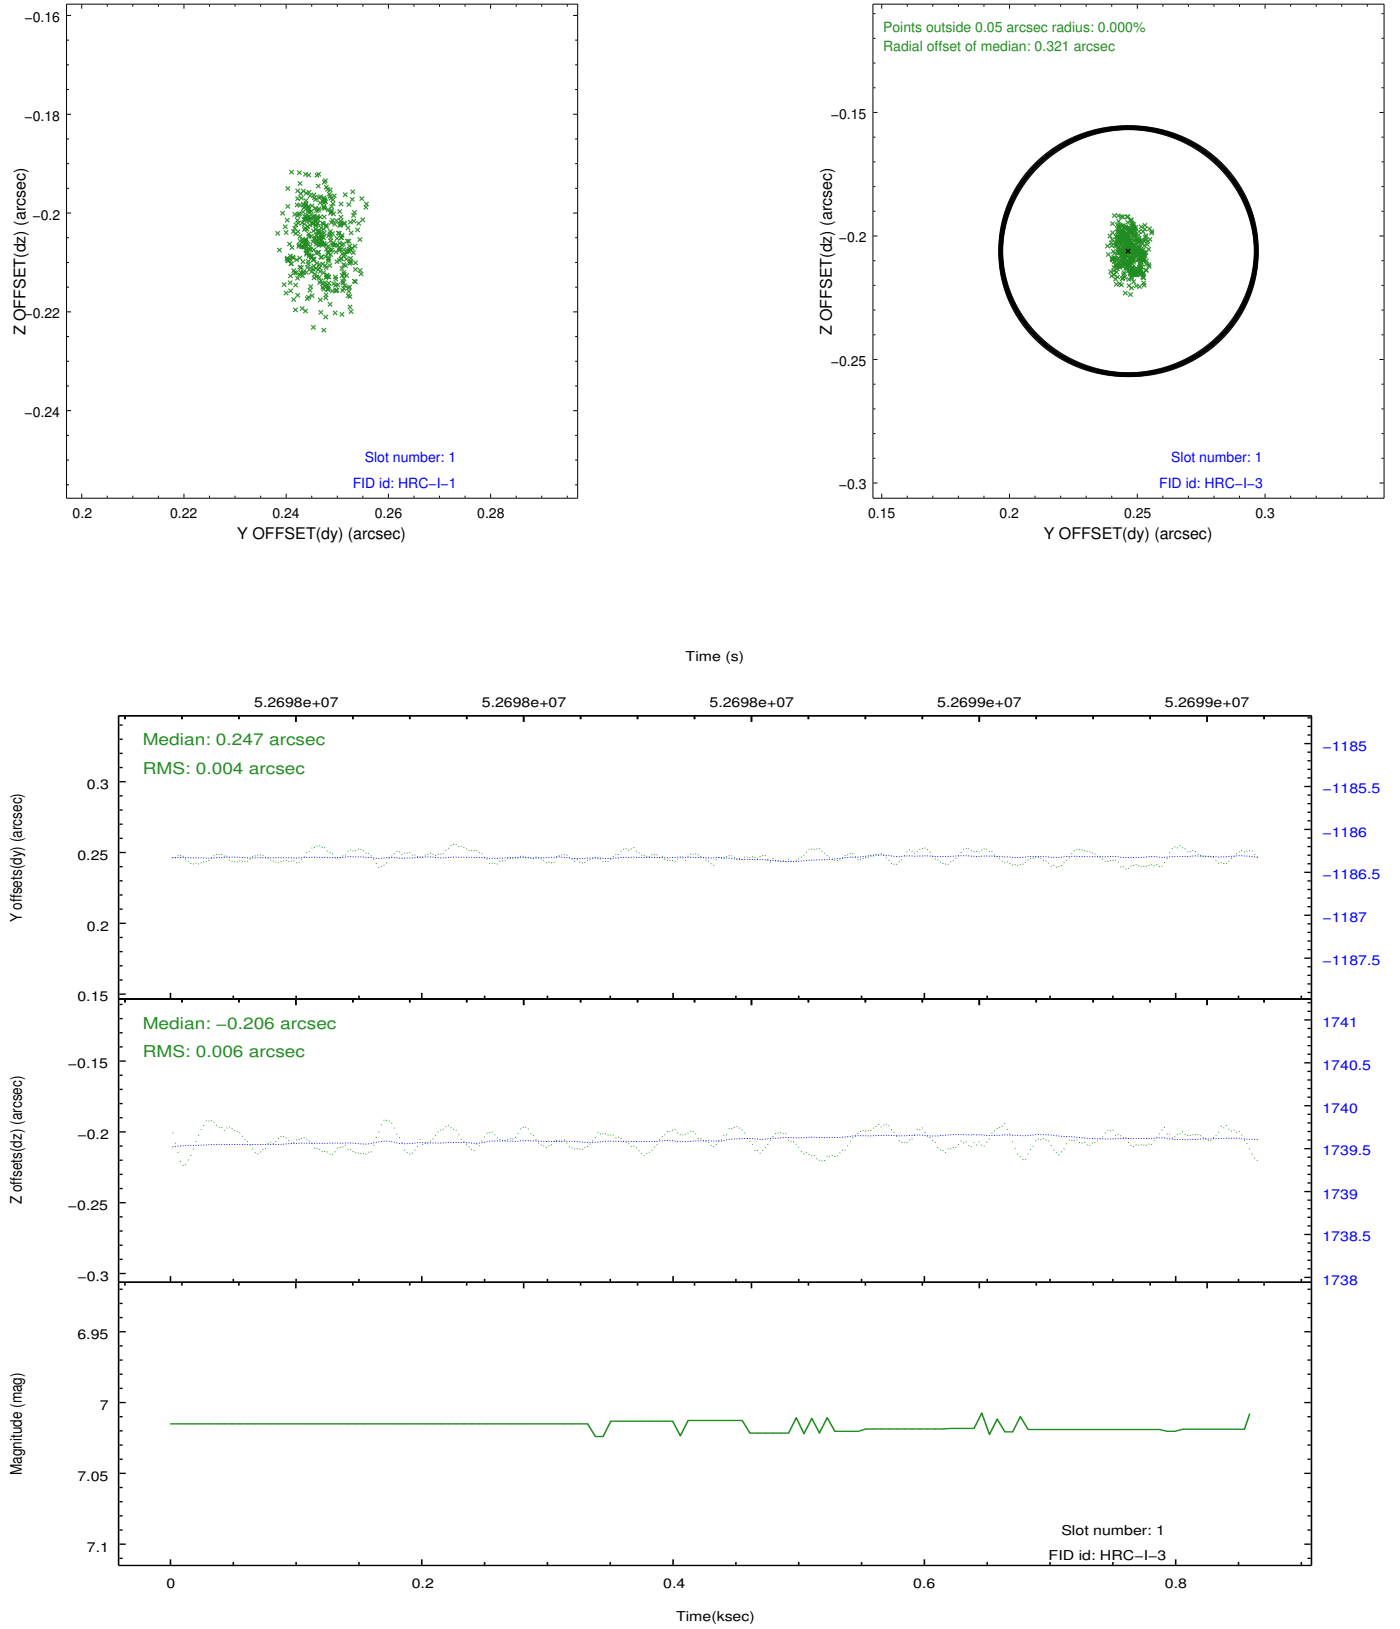 −0.16
−0.18
−0.2
−0.22
−0.24
Z OFFSET(dz) (arcsec)
Slot number: 1
FID id: HRC−I−1
0.2 0.22 0.24 0.26 0.28
Y OFFSET(dy) (arcsec)
Points outside 0.05 arcsec radius: 0.000%
Radial offset of median: 0.321 arcsec
−0.15
−0.2
−0.25
−0.3
Z OFFSET(dz) (arcsec)
Slot number: 1
FID id: HRC−I−3
0.15 0.2 0.25 0.3
Y OFFSET(dy) (arcsec)
Time (s)
5.2698e+07 5.2698e+07 5.2698e+07 5.2699e+07 5.2699e+07
Median: 0.247 arcsec
RMS: 0.004 arcsec
Y offsets(dy) (arcsec)
0.3
0.25
0.2
0.15
−1185
−1185.5
−1186
−1186.5
−1187
−1187.5
Median: −0.206 arcsec
RMS: 0.006 arcsec
Z offsets(dz) (arcsec)
−0.15
−0.2
−0.25
−0.3
1741
1740.5
1740
1739.5
1739
1738.5
1738
Magnitude (mag)
6.95
7
7.05
7.1
Slot number: 1
FID id: HRC−I−3
0 0.2 0.4 0.6 0.8
Time(ksec)